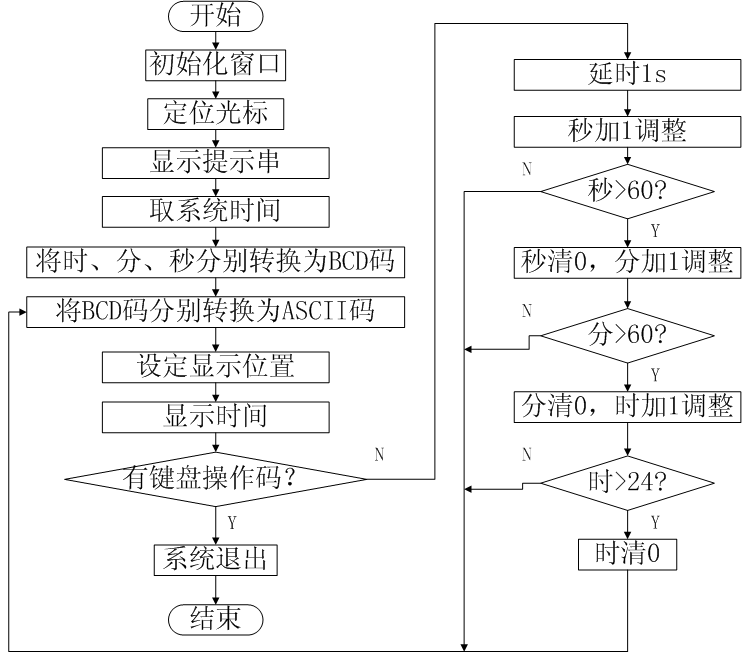 开始
初始化窗口
定位光标
显示提示串
取系统时间
将时、分、秒分别转换为BCD码
将BCD码分别转换为ASCII码
设定显示位置
显示时间
有键盘操作码？
N
Y
系统退出
结束
延时1s
秒加1调整
N
秒>60?
Y
秒清0，分加1调整
N
分>60?
Y
分清0，时加1调整
N
时>24?
Y
时清0